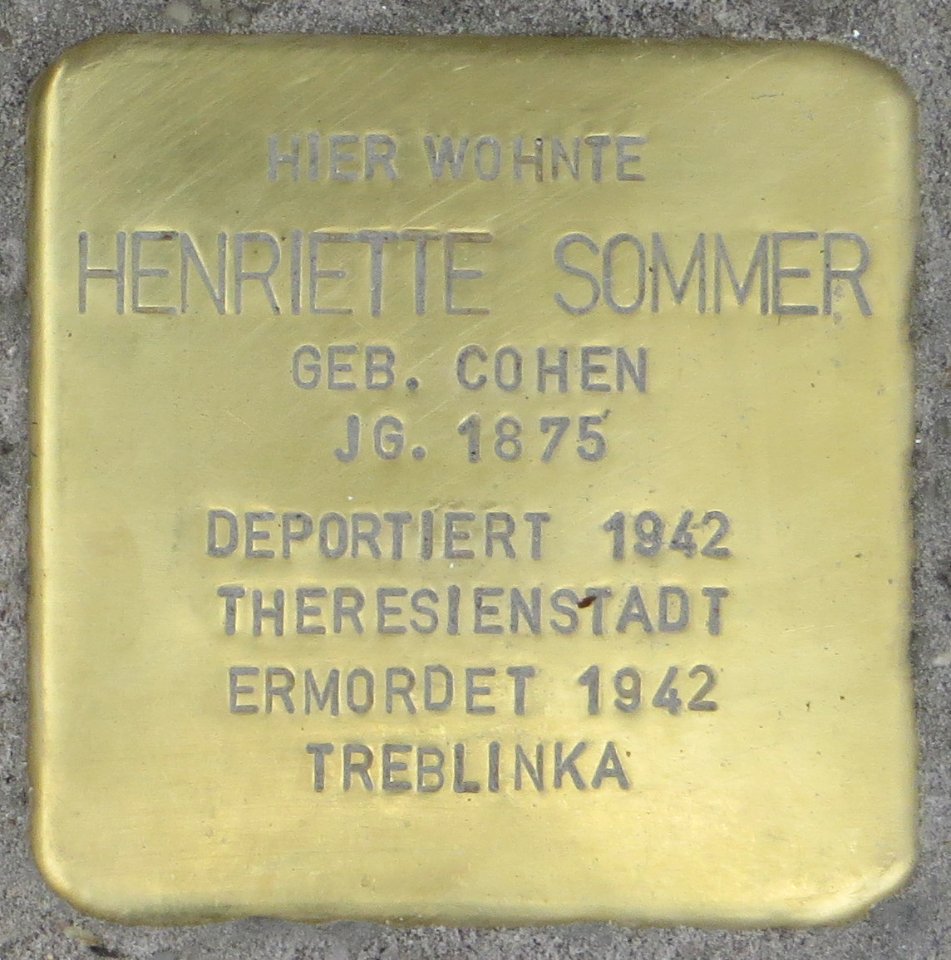 HIER WOHNTE
HENRIETTE SOMMER
GEB. COHEN
JG. 1875
DEPORTIERT 1942
THERESIENSTADT
ERMORDET 1942
TREBLINKA